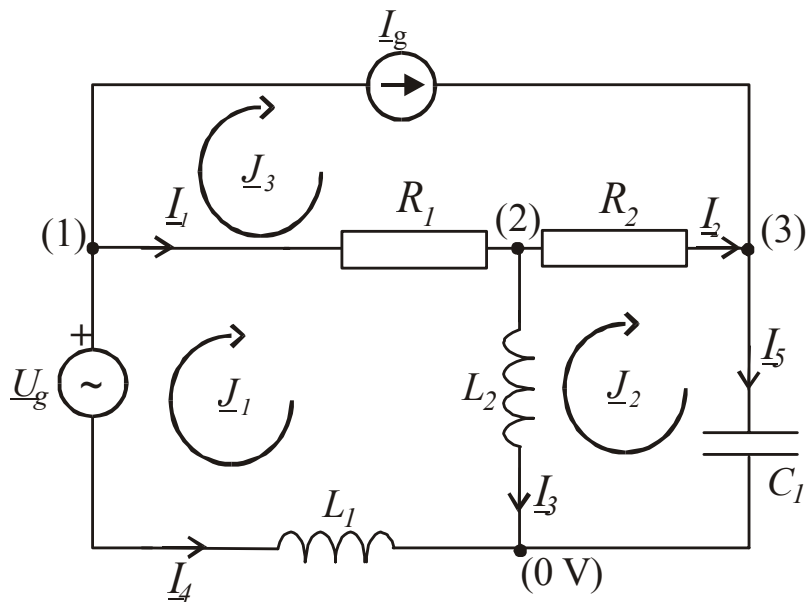 I_g
J_3
(1)
I_1
R_1
(2)
R_2
I_2
(3)
+
U_g
~
J_1
L_2
J_2
I_5
C_1
I_3
L_1
I_4
(0 V)